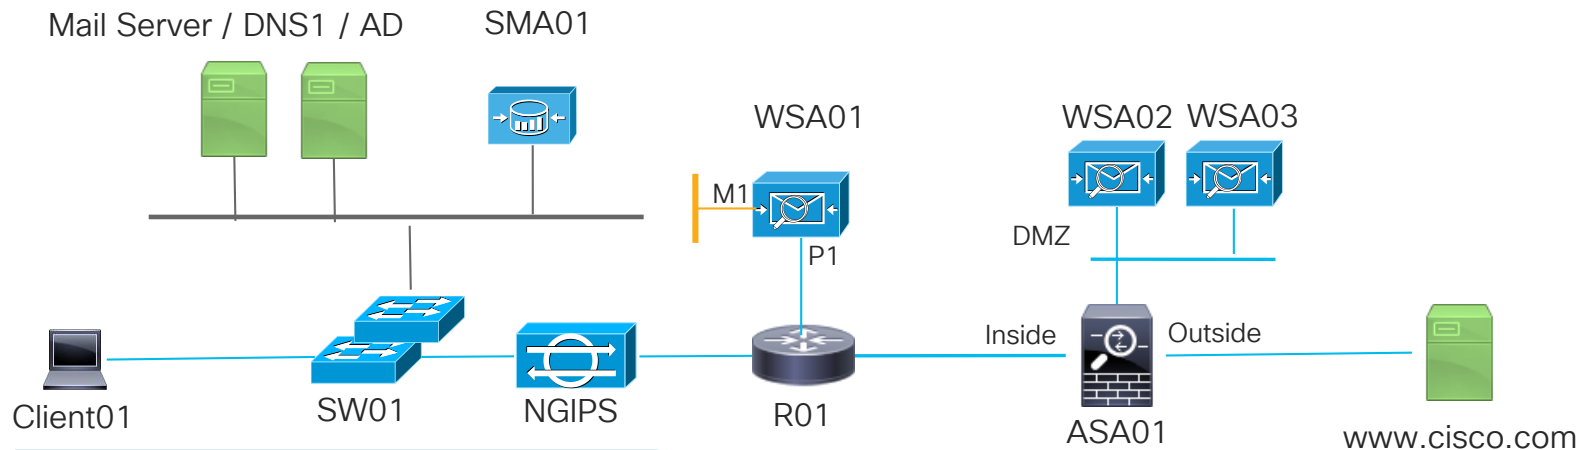 Mail Server / DNS1 / AD
SMA01
WSA01
WSA02
WSA03
M1
P1
DMZ
Inside
Outside
Client01
SW01
NGIPS
R01
ASA01
www.cisco.com